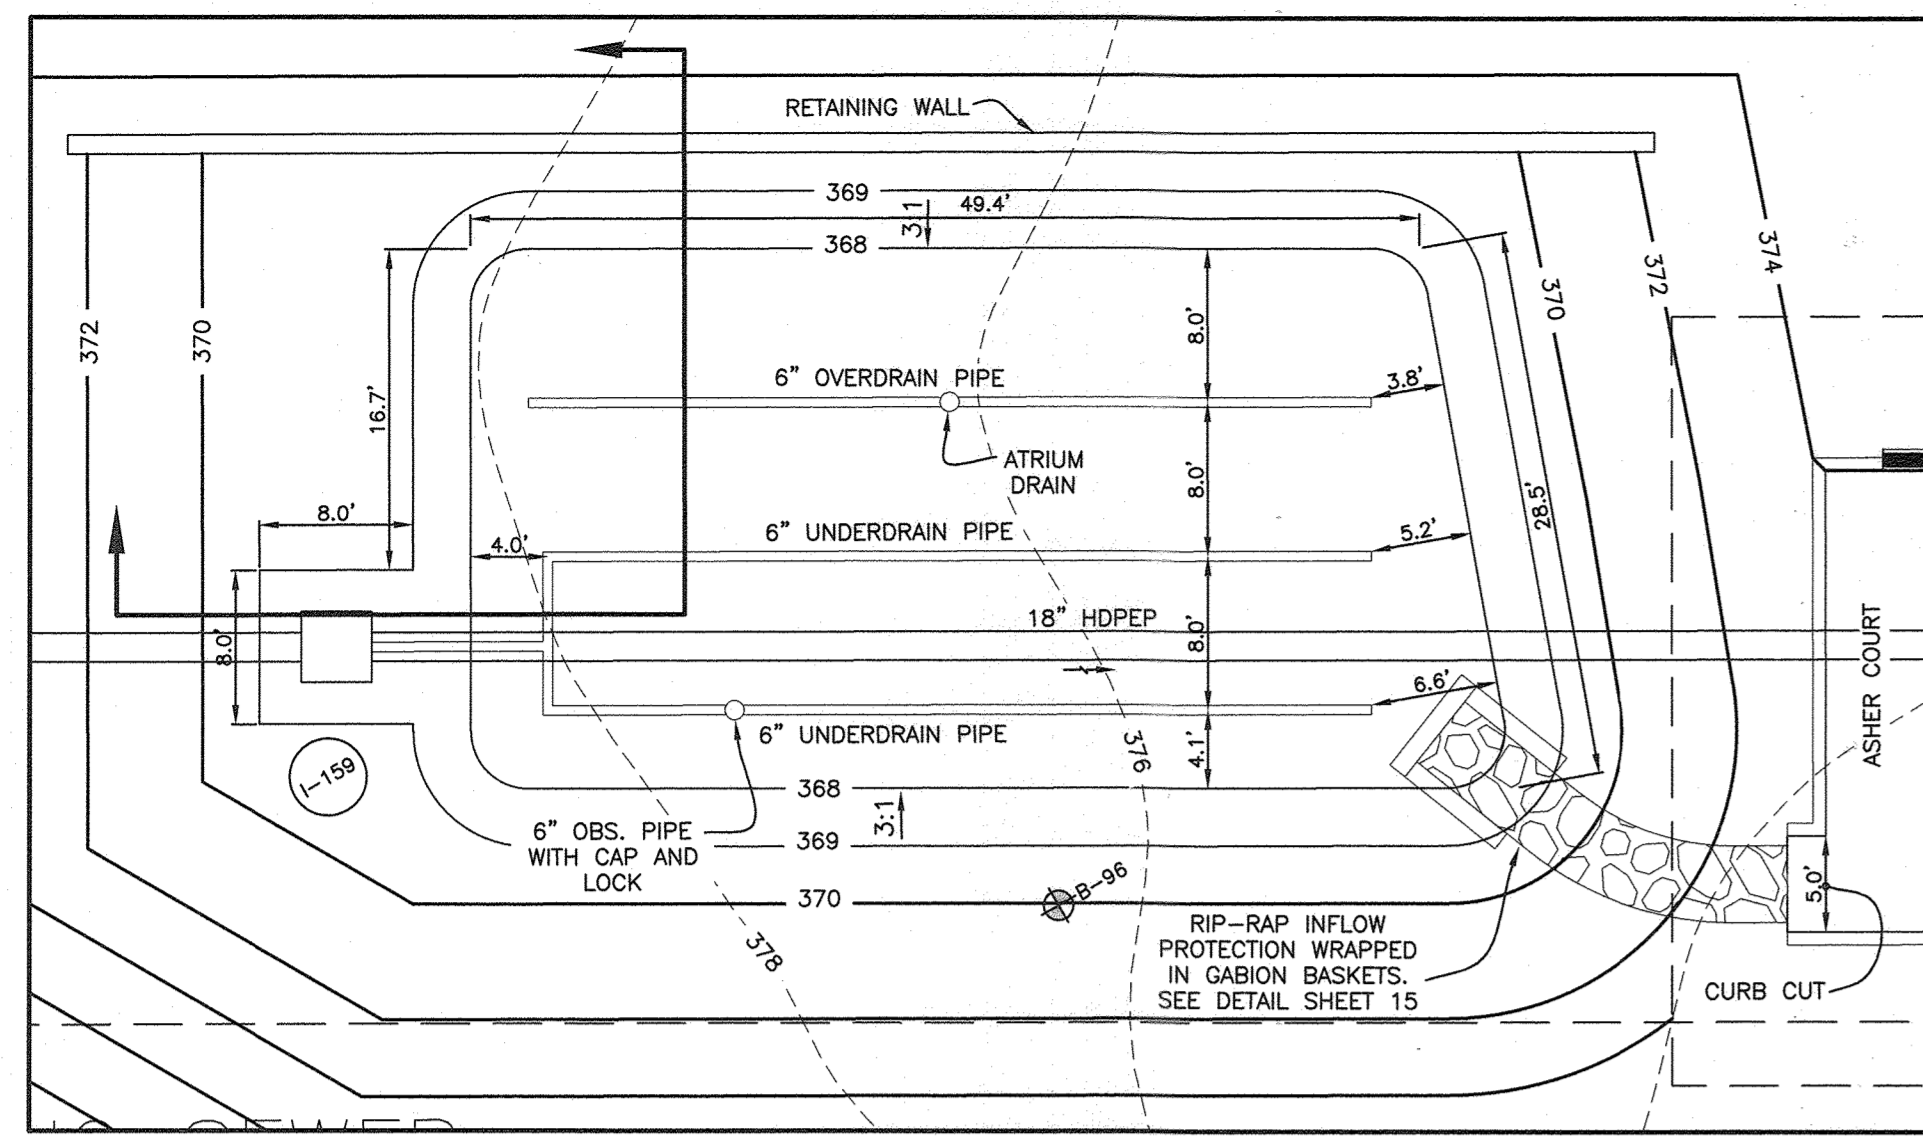 RETAINING WALL
369
49.4'
3:1
368
374
372
370
372
370
16.7'
8.0'
6" OVERDRAIN PIPE
3.8'
ATRIUM
DRAIN
8.0'
28.5'
8.0'
4.0'
6" UNDERDRAIN PIPE
5.2'
18" HDPEP
8.0'
8.0'
ASHER COURT
6.6'
6" UNDERDRAIN PIPE
4.1'
376
I-159
368
3:1
6" OBS. PIPE
WITH CAP AND
LOCK
369
370
B-96
5.0'
378
RIP-RAP INFLOW
PROTECTION WRAPPED
IN GABION BASKETS.
SEE DETAIL SHEET 15
CURB CUT